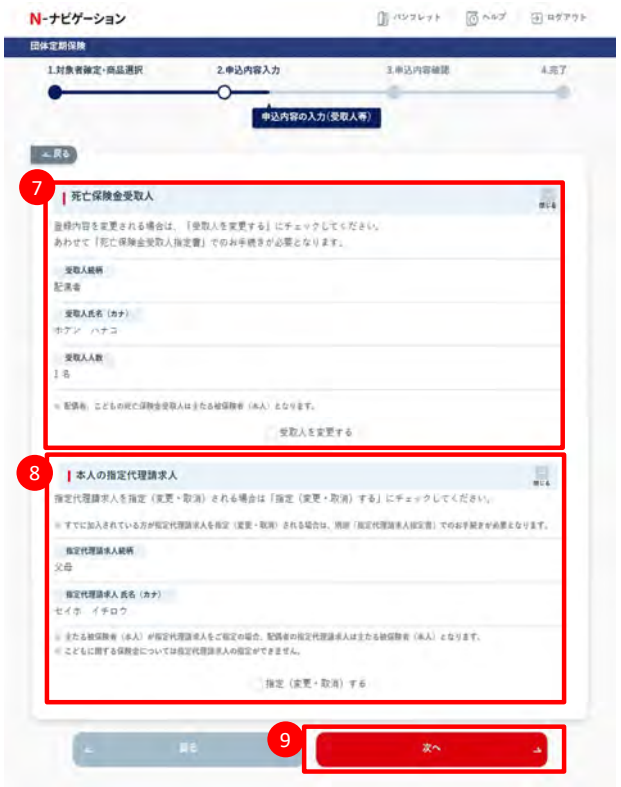 N-ナビゲーション パンフレット ヘルプ ログアウト
団体定期保険
1.対象者確定・商品選択 2.申込内容入力 3.申込内容確認 4.完了
申込内容の入力(受取人等)
戻る
7
死亡保険金受取人
閉じる
登録内容を変更される場合は、「受取人を変更する」にチェックしてください。
あわせて「死亡保険金受取人指定書」でのお手続きが必要となります。
受取人続柄
配偶者
受取人氏名（カナ）
ホケン ハナコ
受取人人数
1 名
※ 配偶者、こどもの死亡保険金受取人は主たる被保険者（本人）となります。
受取人を変更する
8
本人の指定代理請求人
閉じる
指定代理請求人を指定（変更・取消）される場合は「指定（変更・取消）する」にチェックしてください。
※ すでに加入されている方が指定代理請求人を指定（変更・取消）される場合は、別途「指定代理請求人指定書」でのお手続きが必要となります。
指定代理請求人続柄
父母
指定代理請求人 氏名（カナ）
セイホ イチロウ
※ 主たる被保険者（本人）が指定代理請求人をご指定の場合、配偶者の指定代理請求人は主たる被保険者（本人）となります。
※ こどもに関する保険金については指定代理請求人の指定ができません。
指定（変更・取消）する
戻る
9
次へ